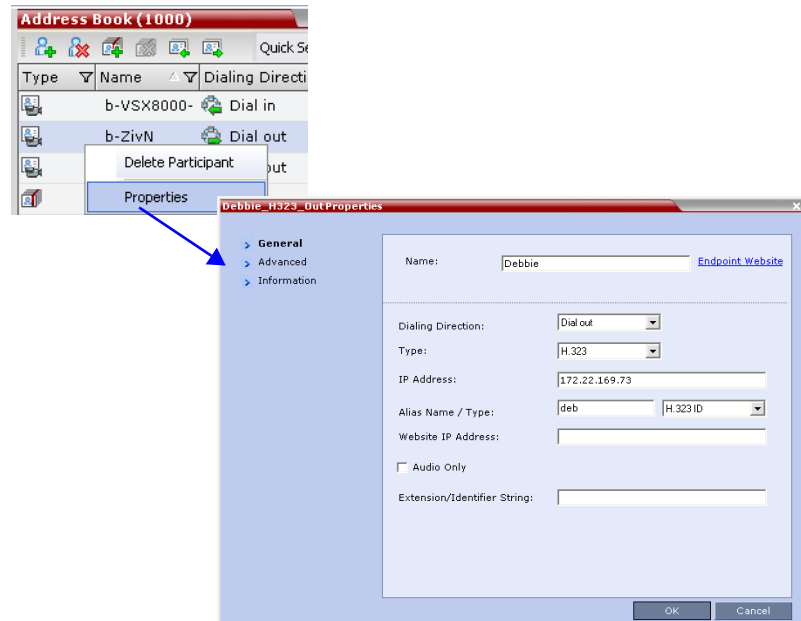 Address Book (1000)
Quick Se
Type Name Dialing Directi
b-VSX8000- Dial in
b-ZivN Dial out
Delete Participant out
Properties
Debbie_H323_OutProperties
General
Advanced
Information
Name: Debbie Endpoint Website
Dialing Direction: Dial out
Type: H.323
IP Address: 172.22.169.73
Alias Name / Type: deb H.323 ID
Website IP Address:
Audio Only
Extension/Identifier String:
OK Cancel